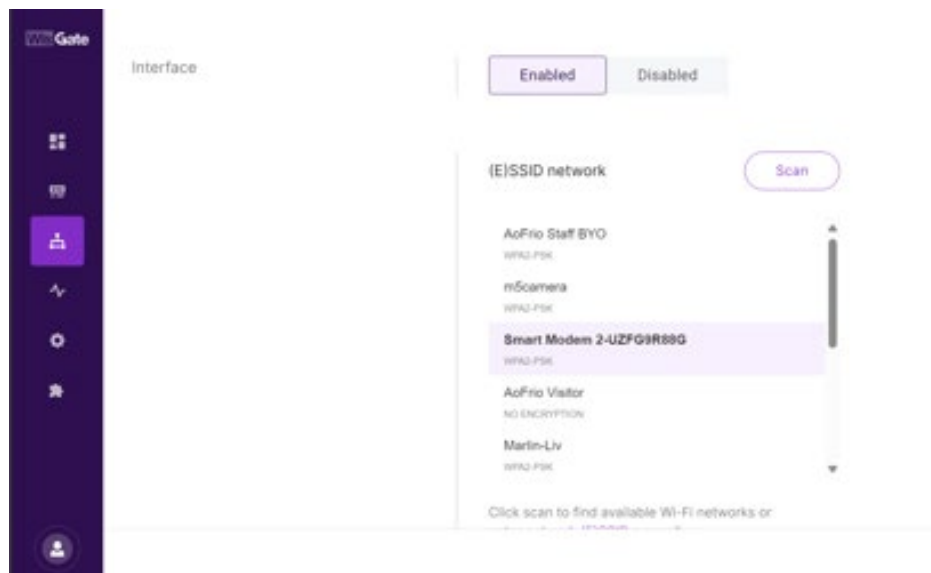 Gate
Interface
Enabled
Disabled
(E)SSID network
Scan
AoFrio Staff BYO
WPA2-PSK
m5camera
WPA2-PSK
Smart Modem 2-UZFG9R88G
WPA2-PSK
AoFrio Visitor
NO ENCRYPTION
Marlin-Liv
WPA2-PSK
Click scan to find available Wi-Fi networks or
(E)SSID